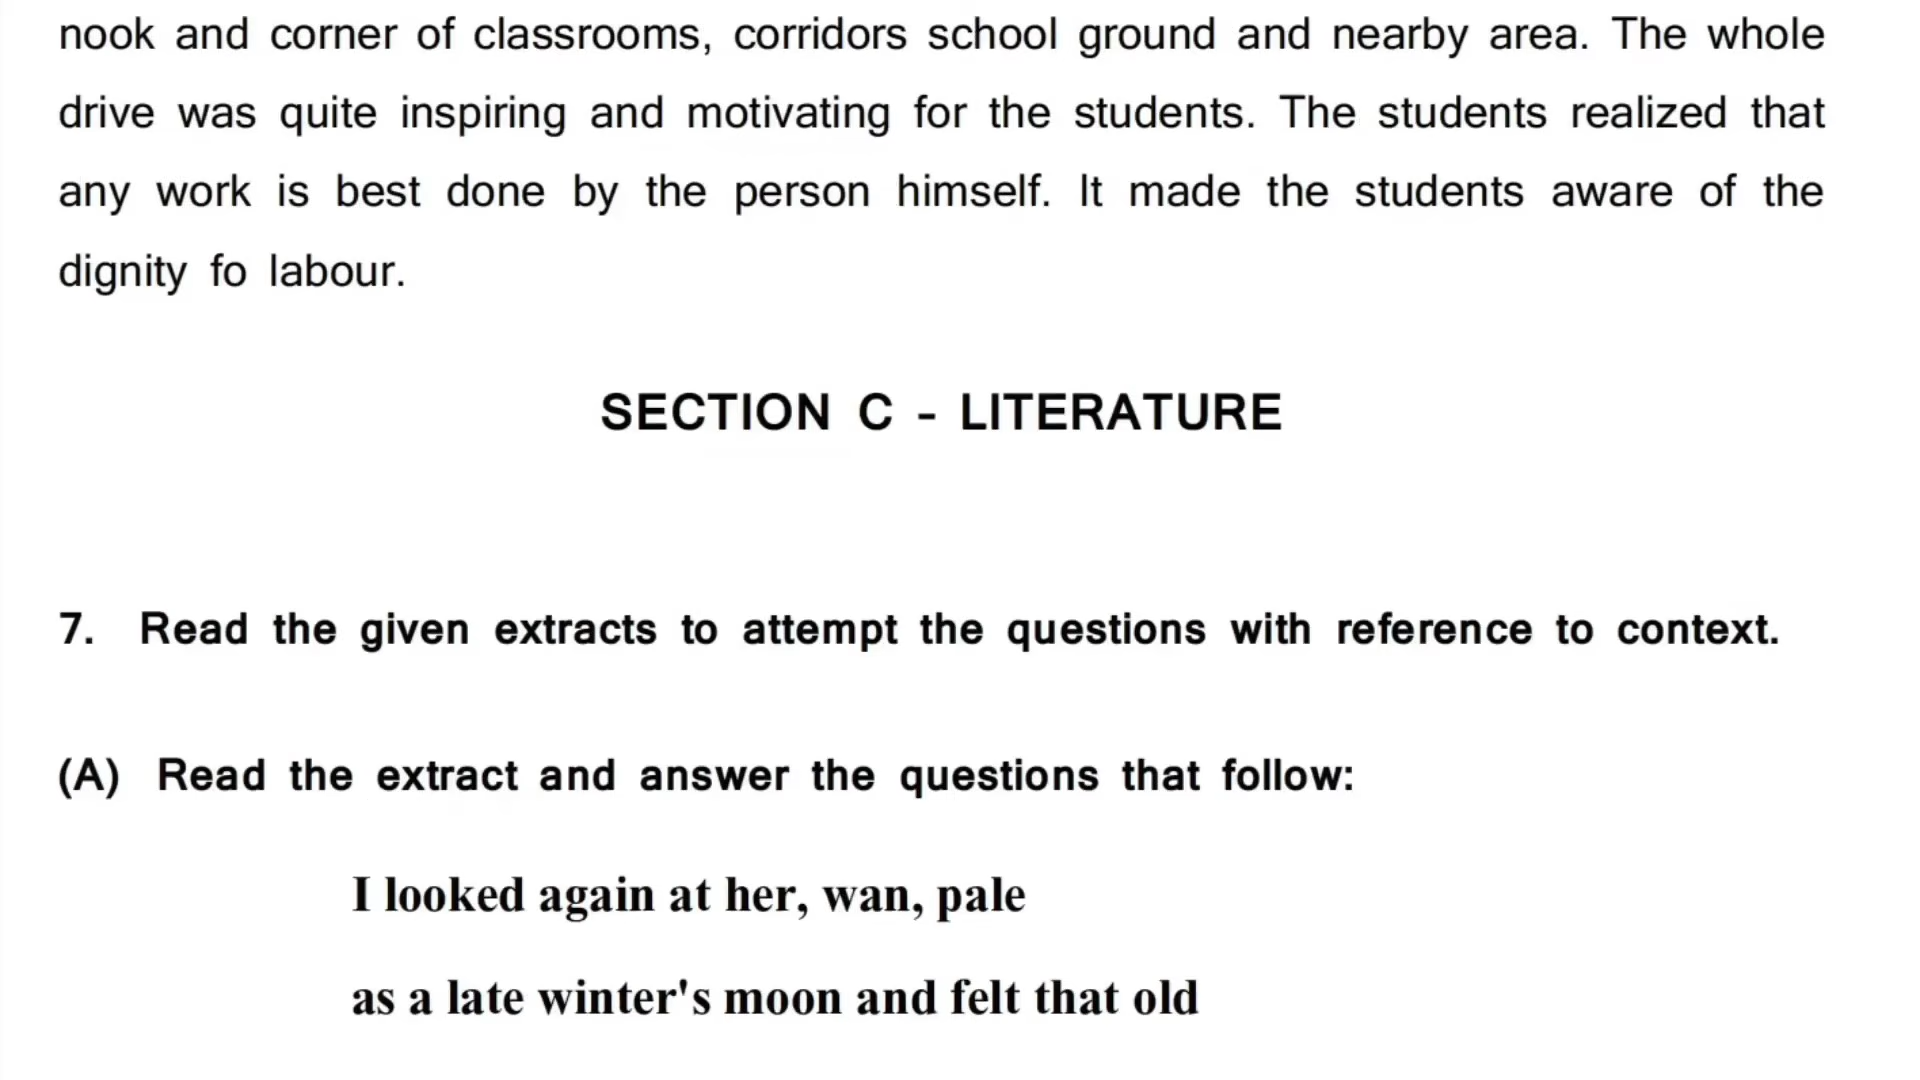 nook and corner of classrooms, corridors school ground and nearby area. The whole
drive was quite inspiring and motivating for the students. The students realized that
any work is best done by the person himself. It made the students aware of the
dignity fo labour.
SECTION C - LITERATURE
7. Read the given extracts to attempt the questions with reference to context.
(A) Read the extract and answer the questions that follow:
I looked again at her, wan, pale
as a late winter's moon and felt that old